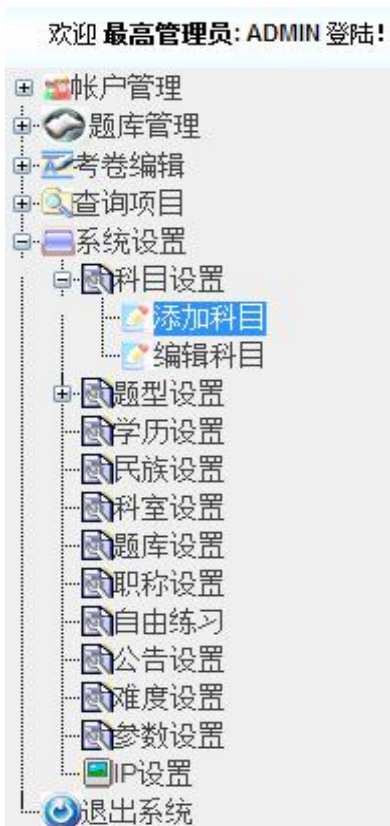 欢迎 最高管理员: ADMIN 登陆!
帐户管理
题库管理
考卷编辑
查询项目
系统设置
科目设置
添加科目
编辑科目
题型设置
学历设置
民族设置
科室设置
题库设置
职称设置
自由练习
公告设置
难度设置
参数设置
IP设置
退出系统